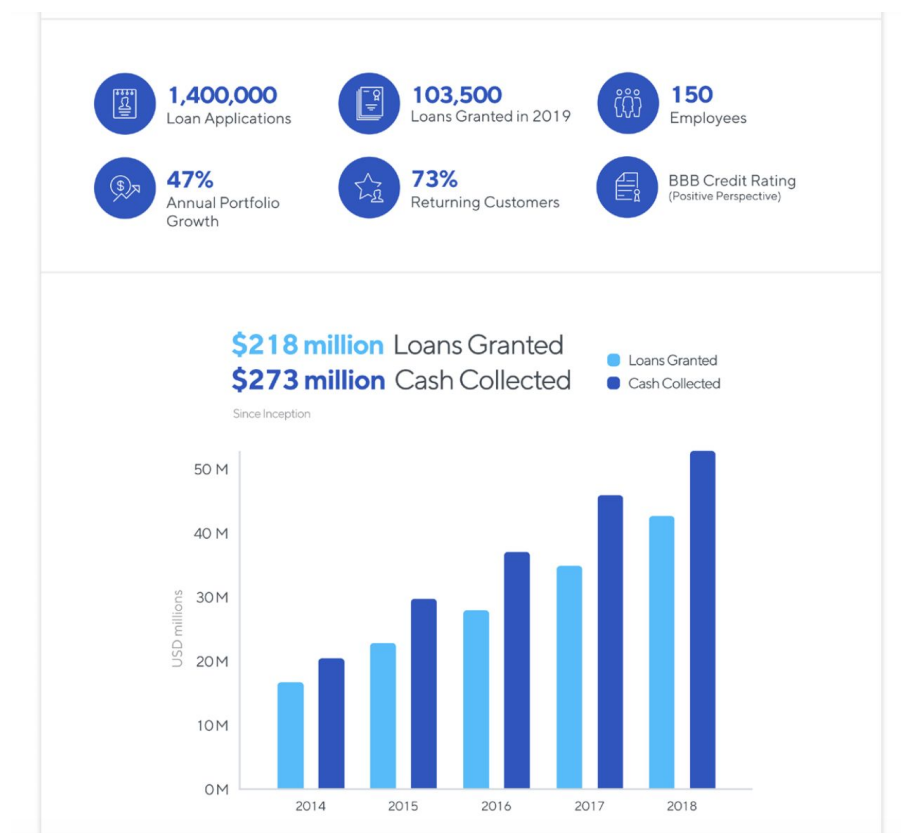 1,400,000
Loan Applications
103,500
Loans Granted in 2019
150
Employees
47%
Annual Portfolio
Growth
73%
Returning Customers
BBB Credit Rating
(Positive Perspective)
$218 million Loans Granted
$273 million Cash Collected
Since Inception
Loans Granted
Cash Collected
50 M
40 M
30 M
20 M
10 M
0 M
USD millions
2014 2015 2016 2017 2018